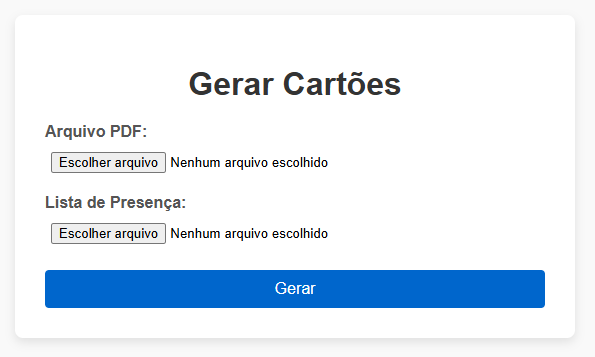 Gerar Cartões
Arquivo PDF:
Escolher arquivo Nenhum arquivo escolhido
Lista de Presença:
Escolher arquivo Nenhum arquivo escolhido
Gerar